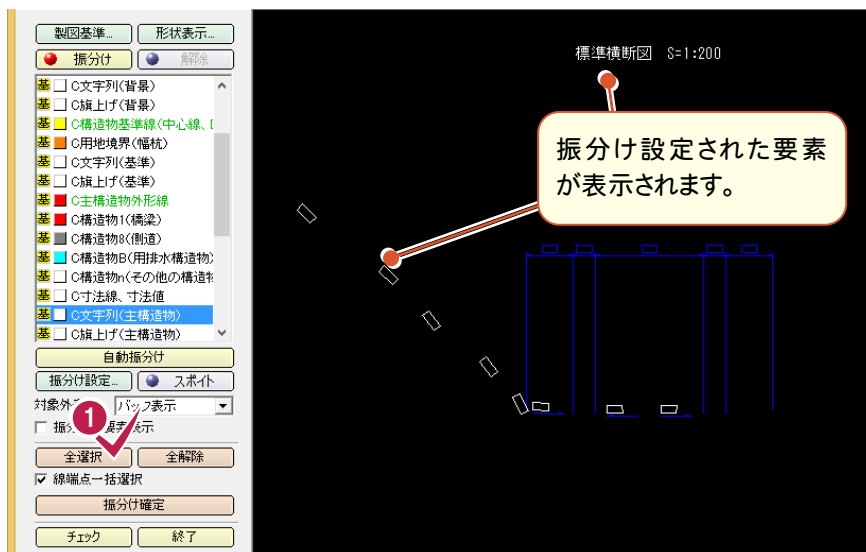 製図基準...
形状表示...
振分け
解除
基 C文字列(背景)
基 C旗上げ(背景)
基 C構造物基準線(中心線、
基 C用地境界(幅杭)
基 C文字列(基準)
基 C旗上げ(基準)
基 C主構造物外形線
基 C構造物1(橋梁)
基 C構造物8(側道)
基 C構造物B(用排水構造物)
基 C構造物n(その他の構造物
基 C寸法線、寸法値
基 C文字列(主構造物)
基 C旗上げ(主構造物)
自動振分け
振分け設定...
スポイト
対象外
バック表示
1
全選択
全解除
線端点一括選択
振分け確定
チェック
終了
標準横断図 S=1:200
振分け設定された要素
が表示されます。